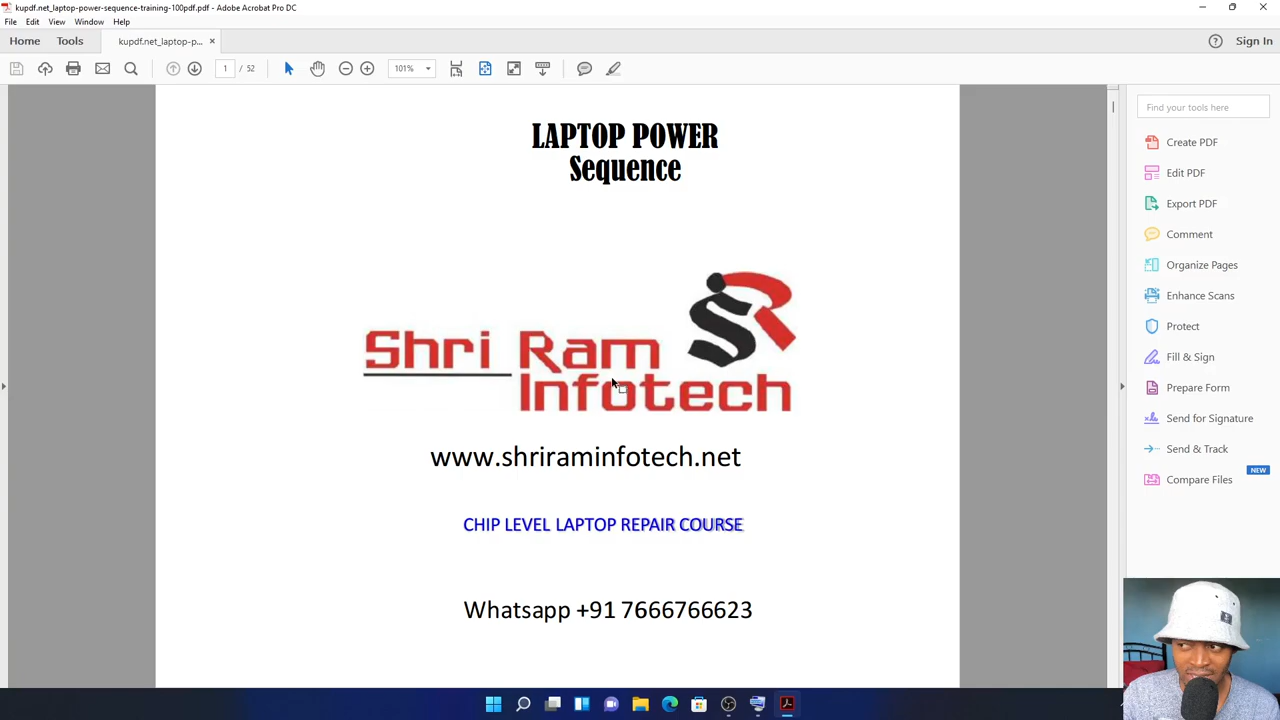 kupdf.net_laptop-power-sequence-training-100pdf.pdf - Adobe Acrobat Pro DC
File Edit View Window Help
Home Tools kupdf.net_laptop-p... × Sign In
1 / 52 101%
LAPTOP POWER
Sequence
Shri Ram
Infotech
www.shriraminfotech.net
CHIP LEVEL LAPTOP REPAIR COURSE
Whatsapp +91 7666766623
Find your tools here
Create PDF
Edit PDF
Export PDF
Comment
Organize Pages
Enhance Scans
Protect
Fill & Sign
Prepare Form
Send for Signature
Send & Track
NEW
Compare Files